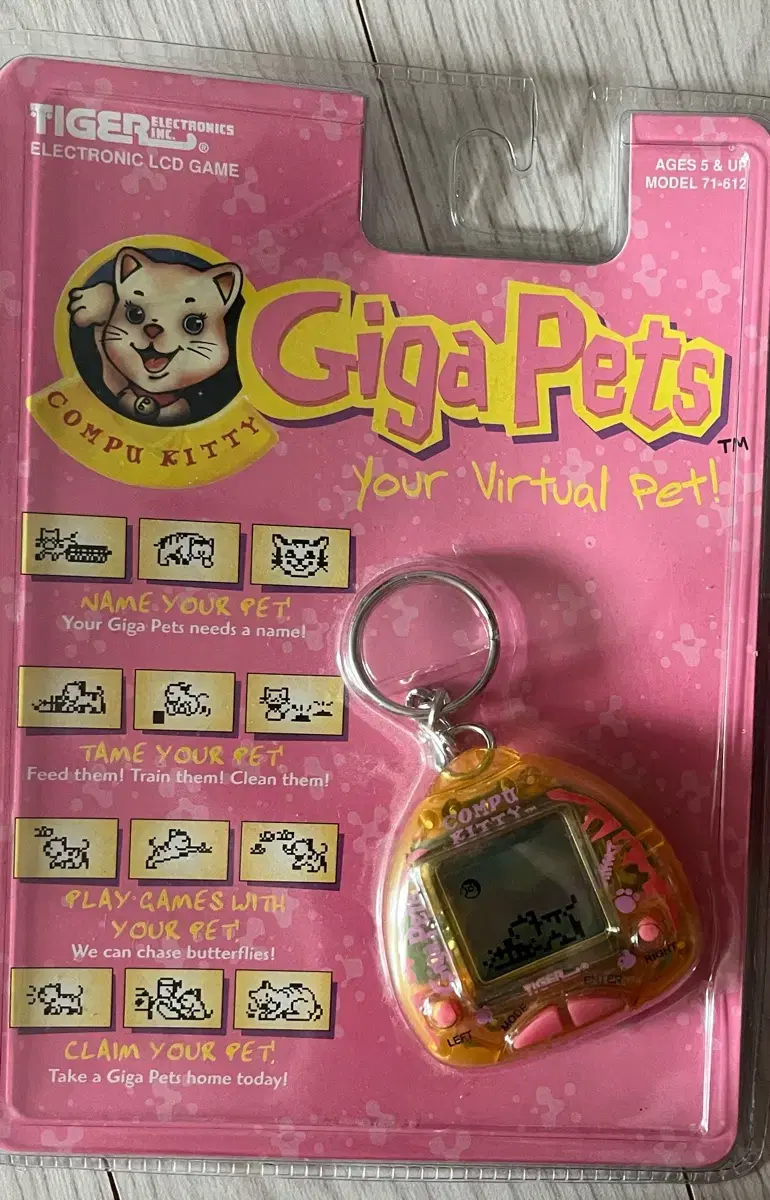 TIGER ELECTRONICS INC.®
ELECTRONIC LCD GAME
AGES 5 & UP
MODEL 71-612
COMPU KITTY
Giga Pets™
Your Virtual Pet!
NAME YOUR PET!
Your Giga Pets needs a name!
TAME YOUR PET!
Feed them! Train them! Clean them!
PLAY GAMES WITH
YOUR PET!
We can chase butterflies!
CLAIM YOUR PET!
Take a Giga Pets home today!
COMPU
KITTY™
TIGER
ENTER
RIGHT
MODE
LEFT